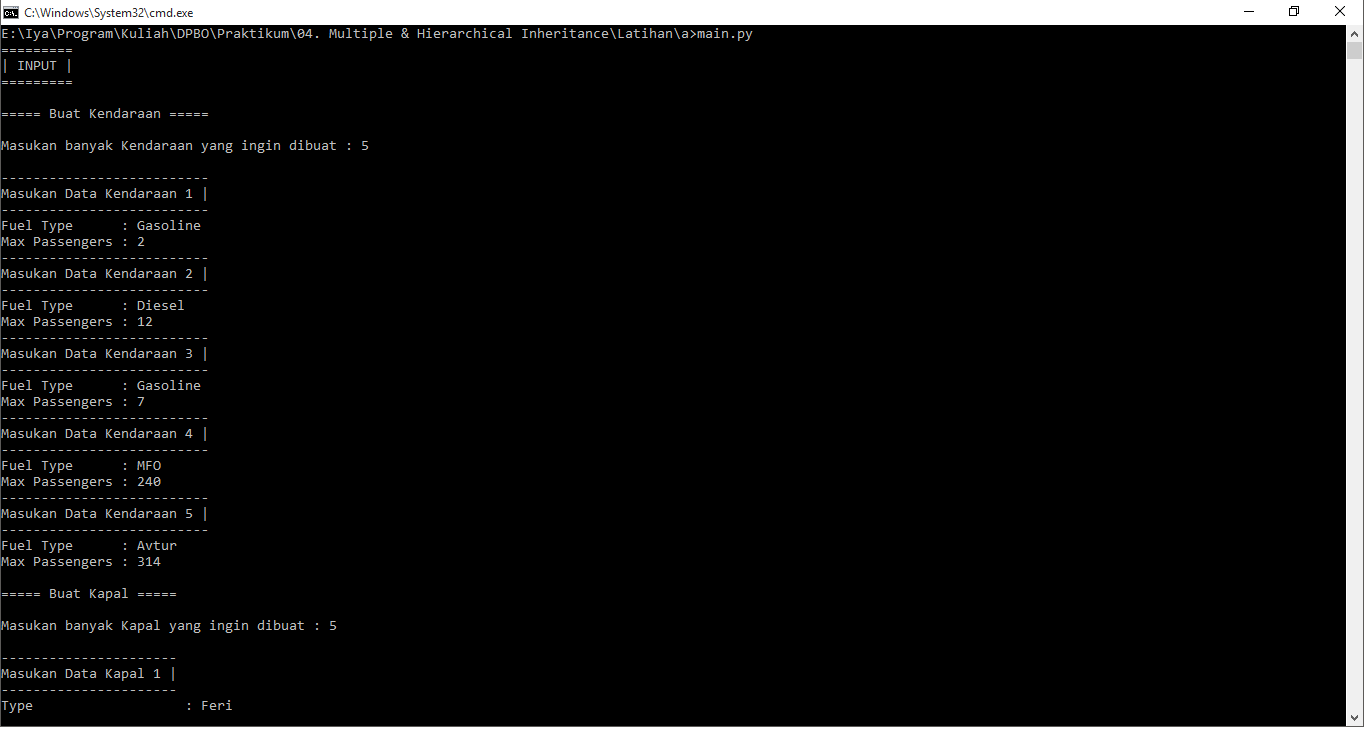 C:\Windows\System32\cmd.exe
E:\Iya\Program\Kuliah\DPBO\Praktikum\04. Multiple & Hierarchical Inheritance\Latihan\a>main.py
=========
| INPUT |
=========
===== Buat Kendaraan =====
Masukan banyak Kendaraan yang ingin dibuat : 5
--------------------------
Masukan Data Kendaraan 1 |
--------------------------
Fuel Type      : Gasoline
Max Passengers : 2
--------------------------
Masukan Data Kendaraan 2 |
--------------------------
Fuel Type      : Diesel
Max Passengers : 12
--------------------------
Masukan Data Kendaraan 3 |
--------------------------
Fuel Type      : Gasoline
Max Passengers : 7
--------------------------
Masukan Data Kendaraan 4 |
--------------------------
Fuel Type      : MFO
Max Passengers : 240
--------------------------
Masukan Data Kendaraan 5 |
--------------------------
Fuel Type      : Avtur
Max Passengers : 314
===== Buat Kapal =====
Masukan banyak Kapal yang ingin dibuat : 5
----------------------
Masukan Data Kapal 1 |
----------------------
Type                   : Feri